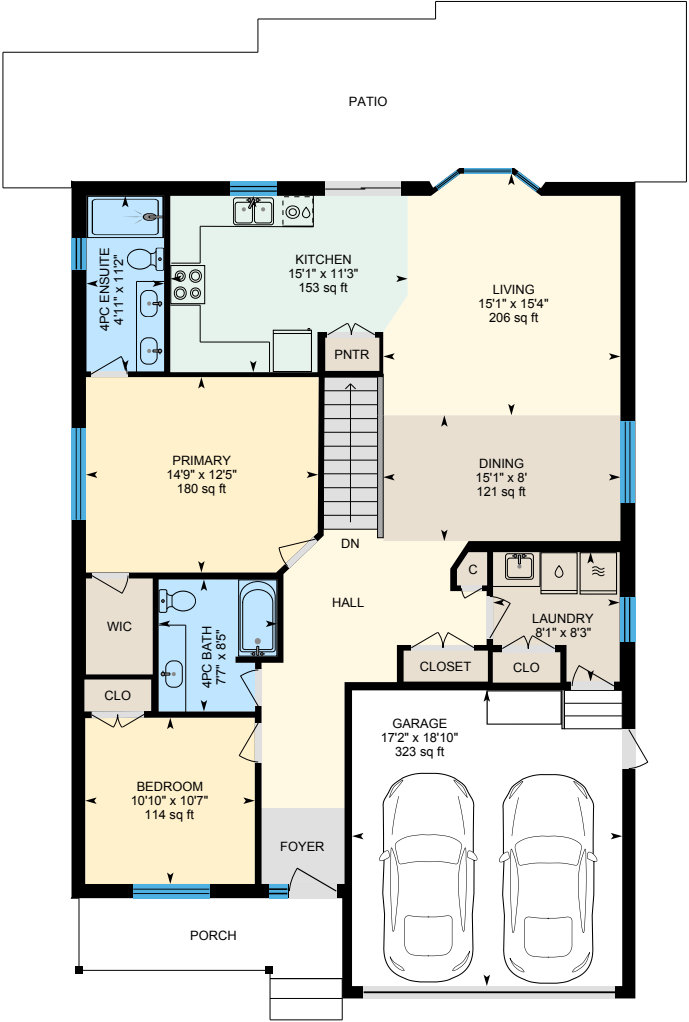 PATIO
4PC ENSUITE
4'11" x 11'2"
KITCHEN
15'1" x 11'3"
153 sq ft
LIVING
15'1" x 15'4"
206 sq ft
PNTR
PRIMARY
14'9" x 12'5"
180 sq ft
DINING
15'1" x 8'
121 sq ft
DN
HALL
C
WIC
4PC BATH
7'7" x 8'5"
LAUNDRY
8'1" x 8'3"
CLOSET
CLO
CLO
GARAGE
17'2" x 18'10"
323 sq ft
BEDROOM
10'10" x 10'7"
114 sq ft
FOYER
PORCH